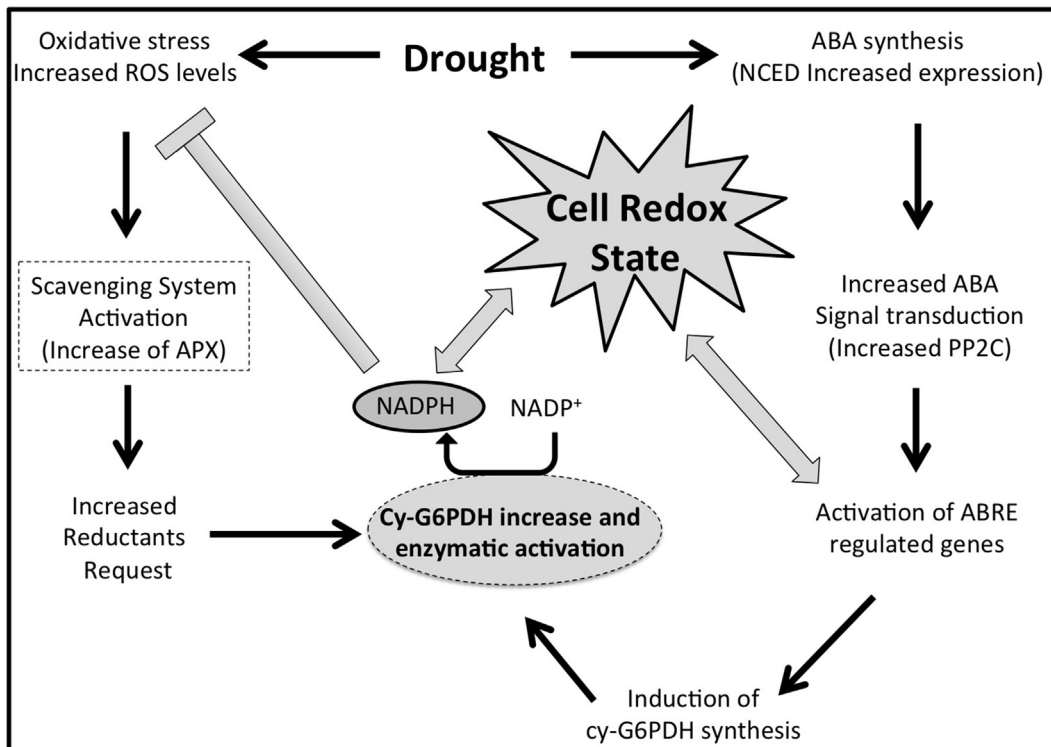 Drought
Oxidative stress
Increased ROS levels
ABA synthesis
(NCED Increased expression)
Cell Redox
State
Scavenging System
Activation
(Increase of APX)
Increased ABA
Signal transduction
(Increased PP2C)
NADPH
NADP⁺
Increased
Reductants
Request
Cy-G6PDH increase and
enzymatic activation
Activation of ABRE
regulated genes
Induction of
cy-G6PDH synthesis